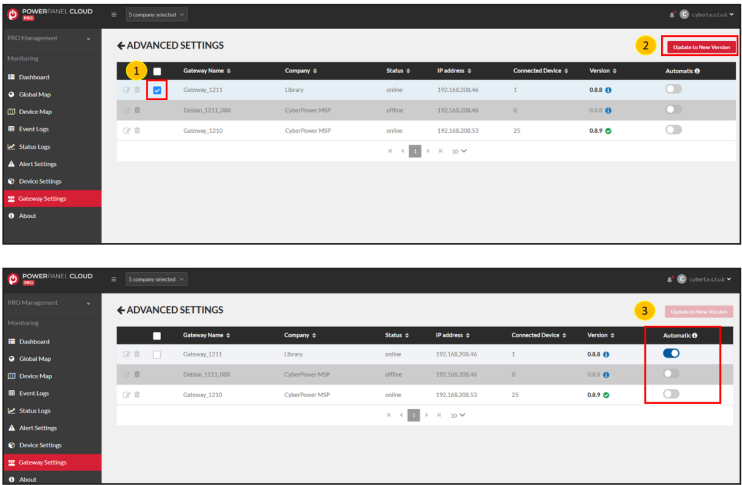 POWERPANEL CLOUD
PRO
5 company selected
C
PRO Management
Monitoring
Dashboard
Global Map
Device Map
Event Logs
Status Logs
Alert Settings
Device Settings
Gateway Settings
About
ADVANCED SETTINGS
2
Update to New Version
1
Gateway Name Company Status IP address Connected Device Version Automatic
Gateway_1211 Library online 192.168.208.46 1 0.8.8
Debian_1211_088 CyberPower MSP offline 192.168.208.46 0 0.8.8
Gateway_1210 CyberPower MSP online 192.168.208.53 25 0.8.9
1 10
POWERPANEL CLOUD
PRO
5 company selected
C
PRO Management
Monitoring
Dashboard
Global Map
Device Map
Event Logs
Status Logs
Alert Settings
Device Settings
Gateway Settings
About
ADVANCED SETTINGS
3
Update to New Version
Gateway Name Company Status IP address Connected Device Version Automatic
Gateway_1211 Library online 192.168.208.46 1 0.8.8
Debian_1211_088 CyberPower MSP offline 192.168.208.46 0 0.8.8
Gateway_1210 CyberPower MSP online 192.168.208.53 25 0.8.9
1 10